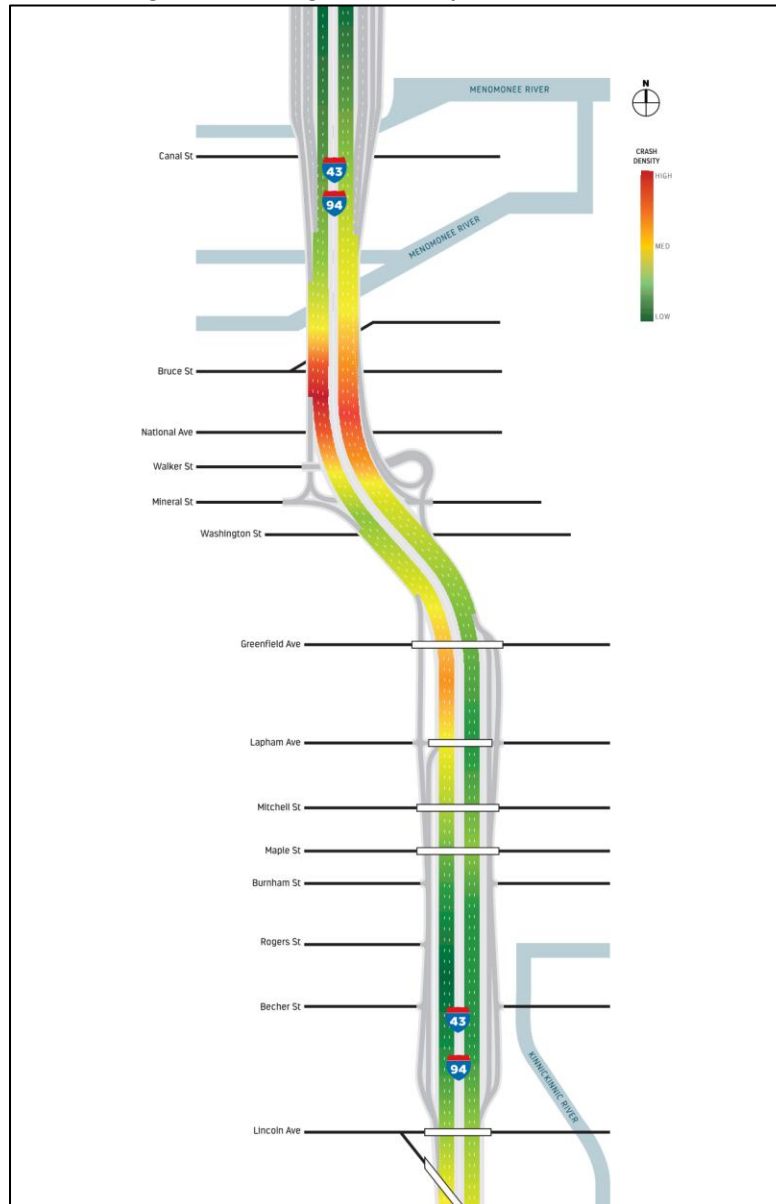 MENOMONEE RIVER
N
Canal St
CRASH
DENSITY
HIGH
43
94
MED
MENOMONEE RIVER
LOW
Bruce St
National Ave
Walker St
Mineral St
Washington St
Greenfield Ave
Lapham Ave
Mitchell St
Maple St
Burnham St
Rogers St
Becher St
43
94
KINNICKINNIC RIVER
Lincoln Ave